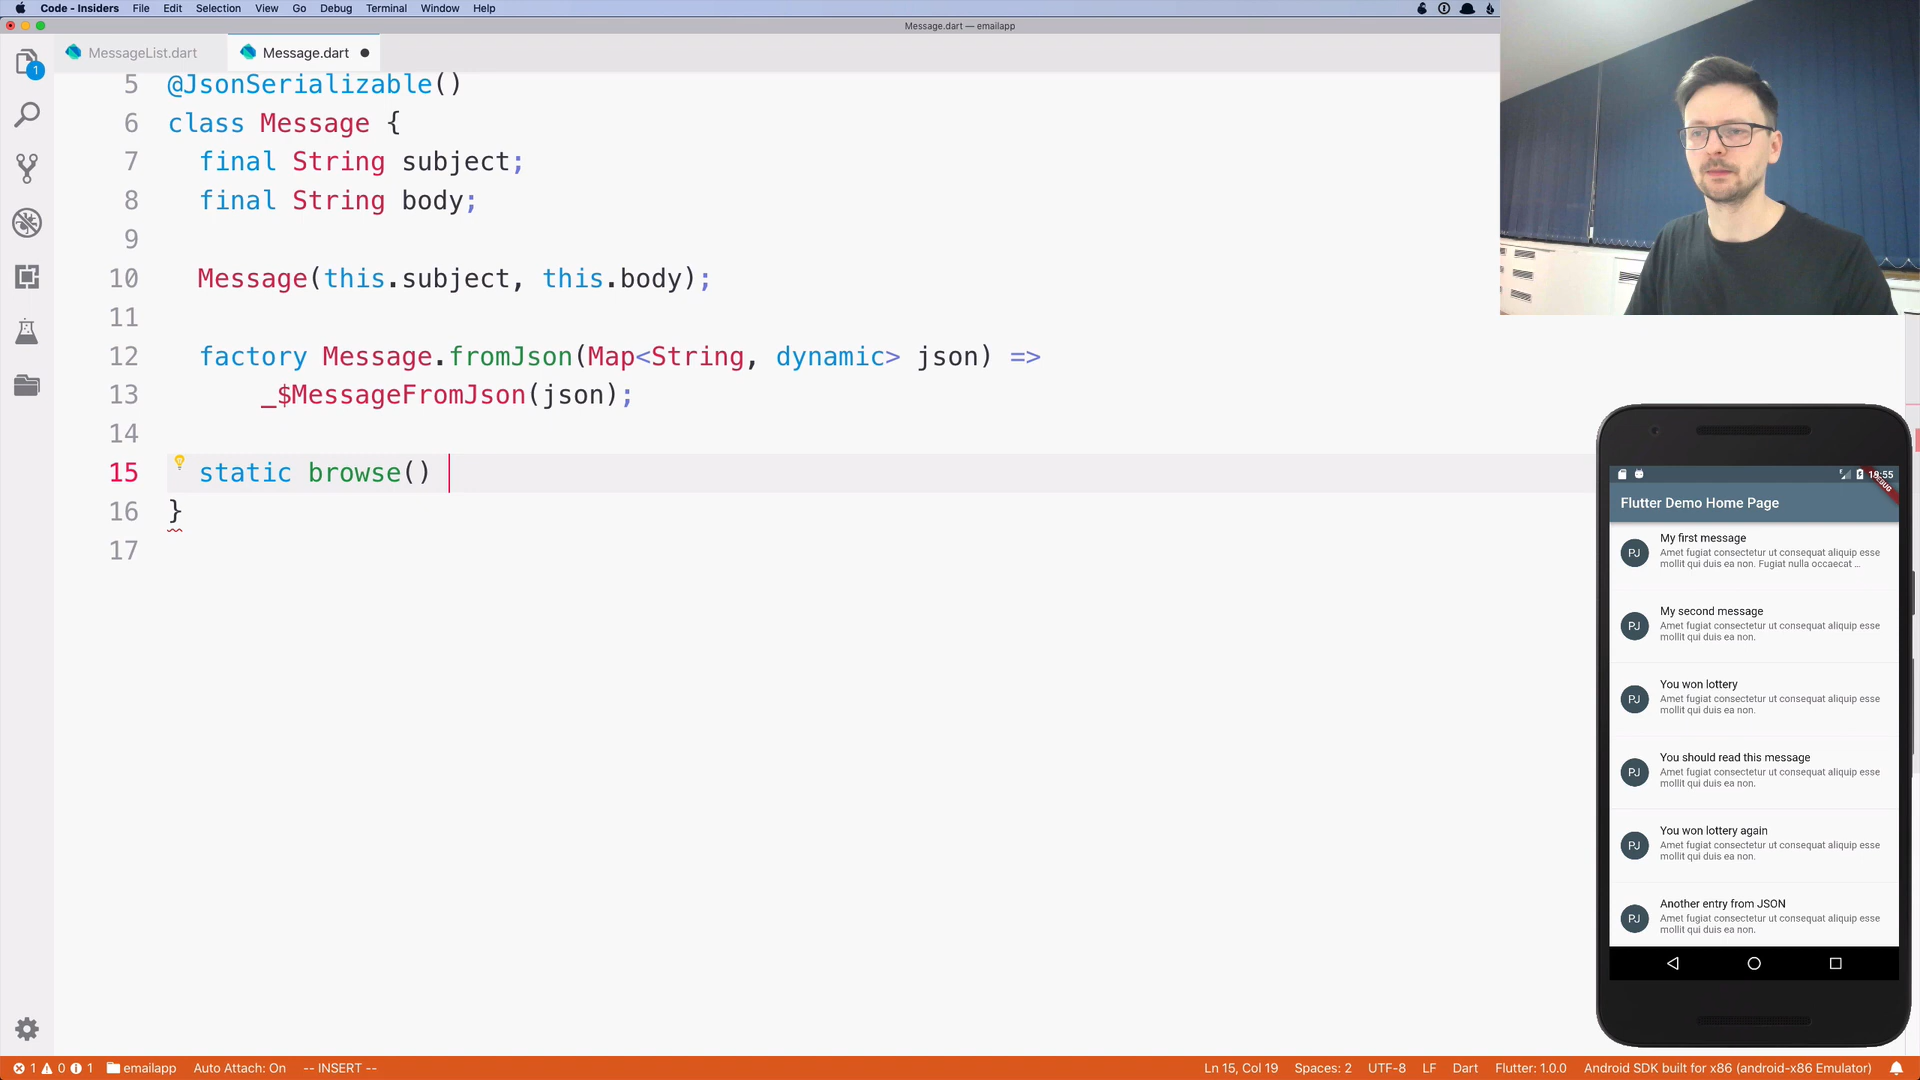 Code - Insiders File Edit Selection View Go Debug Terminal Window Help
Message.dart — emailapp
MessageList.dart
Message.dart
1
5 @JsonSerializable()
6 class Message {
7 final String subject;
8 final String body;
9
10 Message(this.subject, this.body);
11
12 factory Message.fromJson(Map<String, dynamic> json) =>
13 _$MessageFromJson(json);
14
15 static browse()
16 }
17
18:55
DEBUG
Flutter Demo Home Page
PJ
My first message
Amet fugiat consectetur ut consequat aliquip esse
mollit qui duis ea non. Fugiat nulla occaecat ...
PJ
My second message
Amet fugiat consectetur ut consequat aliquip esse
mollit qui duis ea non.
PJ
You won lottery
Amet fugiat consectetur ut consequat aliquip esse
mollit qui duis ea non.
PJ
You should read this message
Amet fugiat consectetur ut consequat aliquip esse
mollit qui duis ea non.
PJ
You won lottery again
Amet fugiat consectetur ut consequat aliquip esse
mollit qui duis ea non.
PJ
Another entry from JSON
Amet fugiat consectetur ut consequat aliquip esse
mollit qui duis ea non.
1 0 1 emailapp Auto Attach: On -- INSERT -- Ln 15, Col 19 Spaces: 2 UTF-8 LF Dart Flutter: 1.0.0 Android SDK built for x86 (android-x86 Emulator)